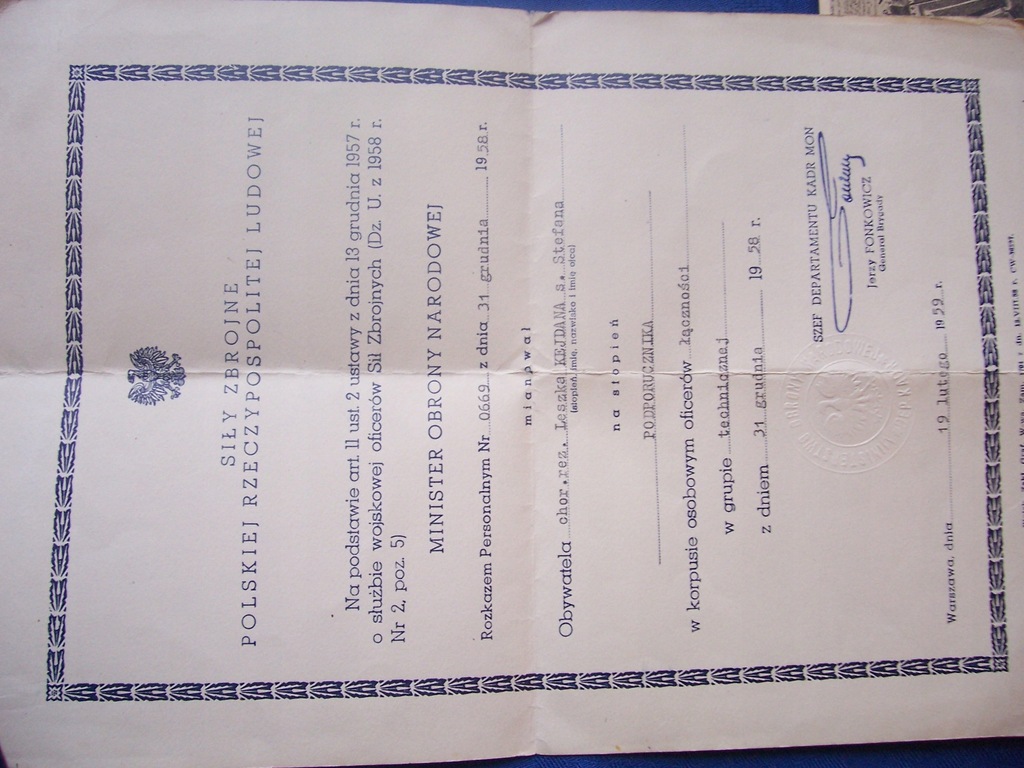 SIŁY ZBROJNE
POLSKIEJ RZECZYPOSPOLITEJ LUDOWEJ
Na podstawie art. 11 ust. 2 ustawy z dnia 13 grudnia 1957 r.
o służbie wojskowej oficerów Sił Zbrojnych (Dz. U. z 1958 r.
Nr 2, poz. 5)
MINISTER OBRONY NARODOWEJ
Rozkazem Personalnym Nr 0669 z dnia 31 grudnia 1958 r.
mianował
Obywatela chor.rez. Leszka KEJDANA s. Stefana
(stopień, imię, nazwisko i imię ojca)
na stopień
PODPORUCZNIKA
w korpusie osobowym oficerów łączności
w grupie technicznej
z dniem 31 grudnia 1958 r.
SZEF DEPARTAMENTU KADR MON
Jerzy FONKOWICZ
Generał Brygady
Warszawa, dnia 19 lutego 1959 r.